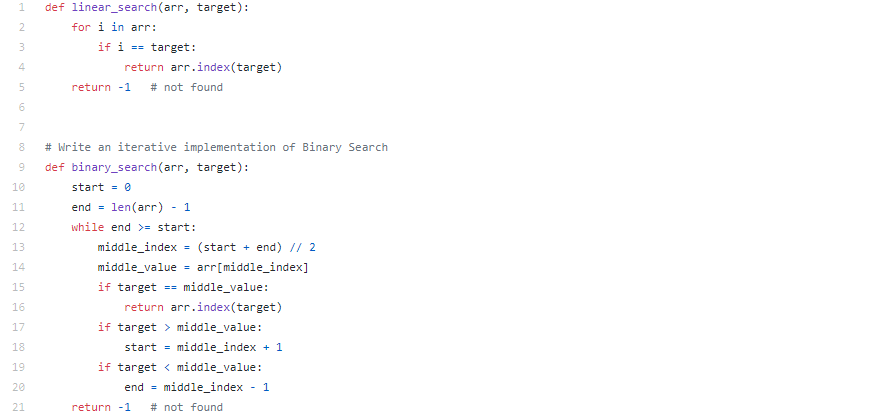 1 def linear_search(arr, target):
2     for i in arr:
3         if i == target:
4             return arr.index(target)
5     return -1   # not found
6
7
8 # Write an iterative implementation of Binary Search
9 def binary_search(arr, target):
10     start = 0
11     end = len(arr) - 1
12     while end >= start:
13         middle_index = (start + end) // 2
14         middle_value = arr[middle_index]
15         if target == middle_value:
16             return arr.index(target)
17         if target > middle_value:
18             start = middle_index + 1
19         if target < middle_value:
20             end = middle_index - 1
21     return -1   # not found